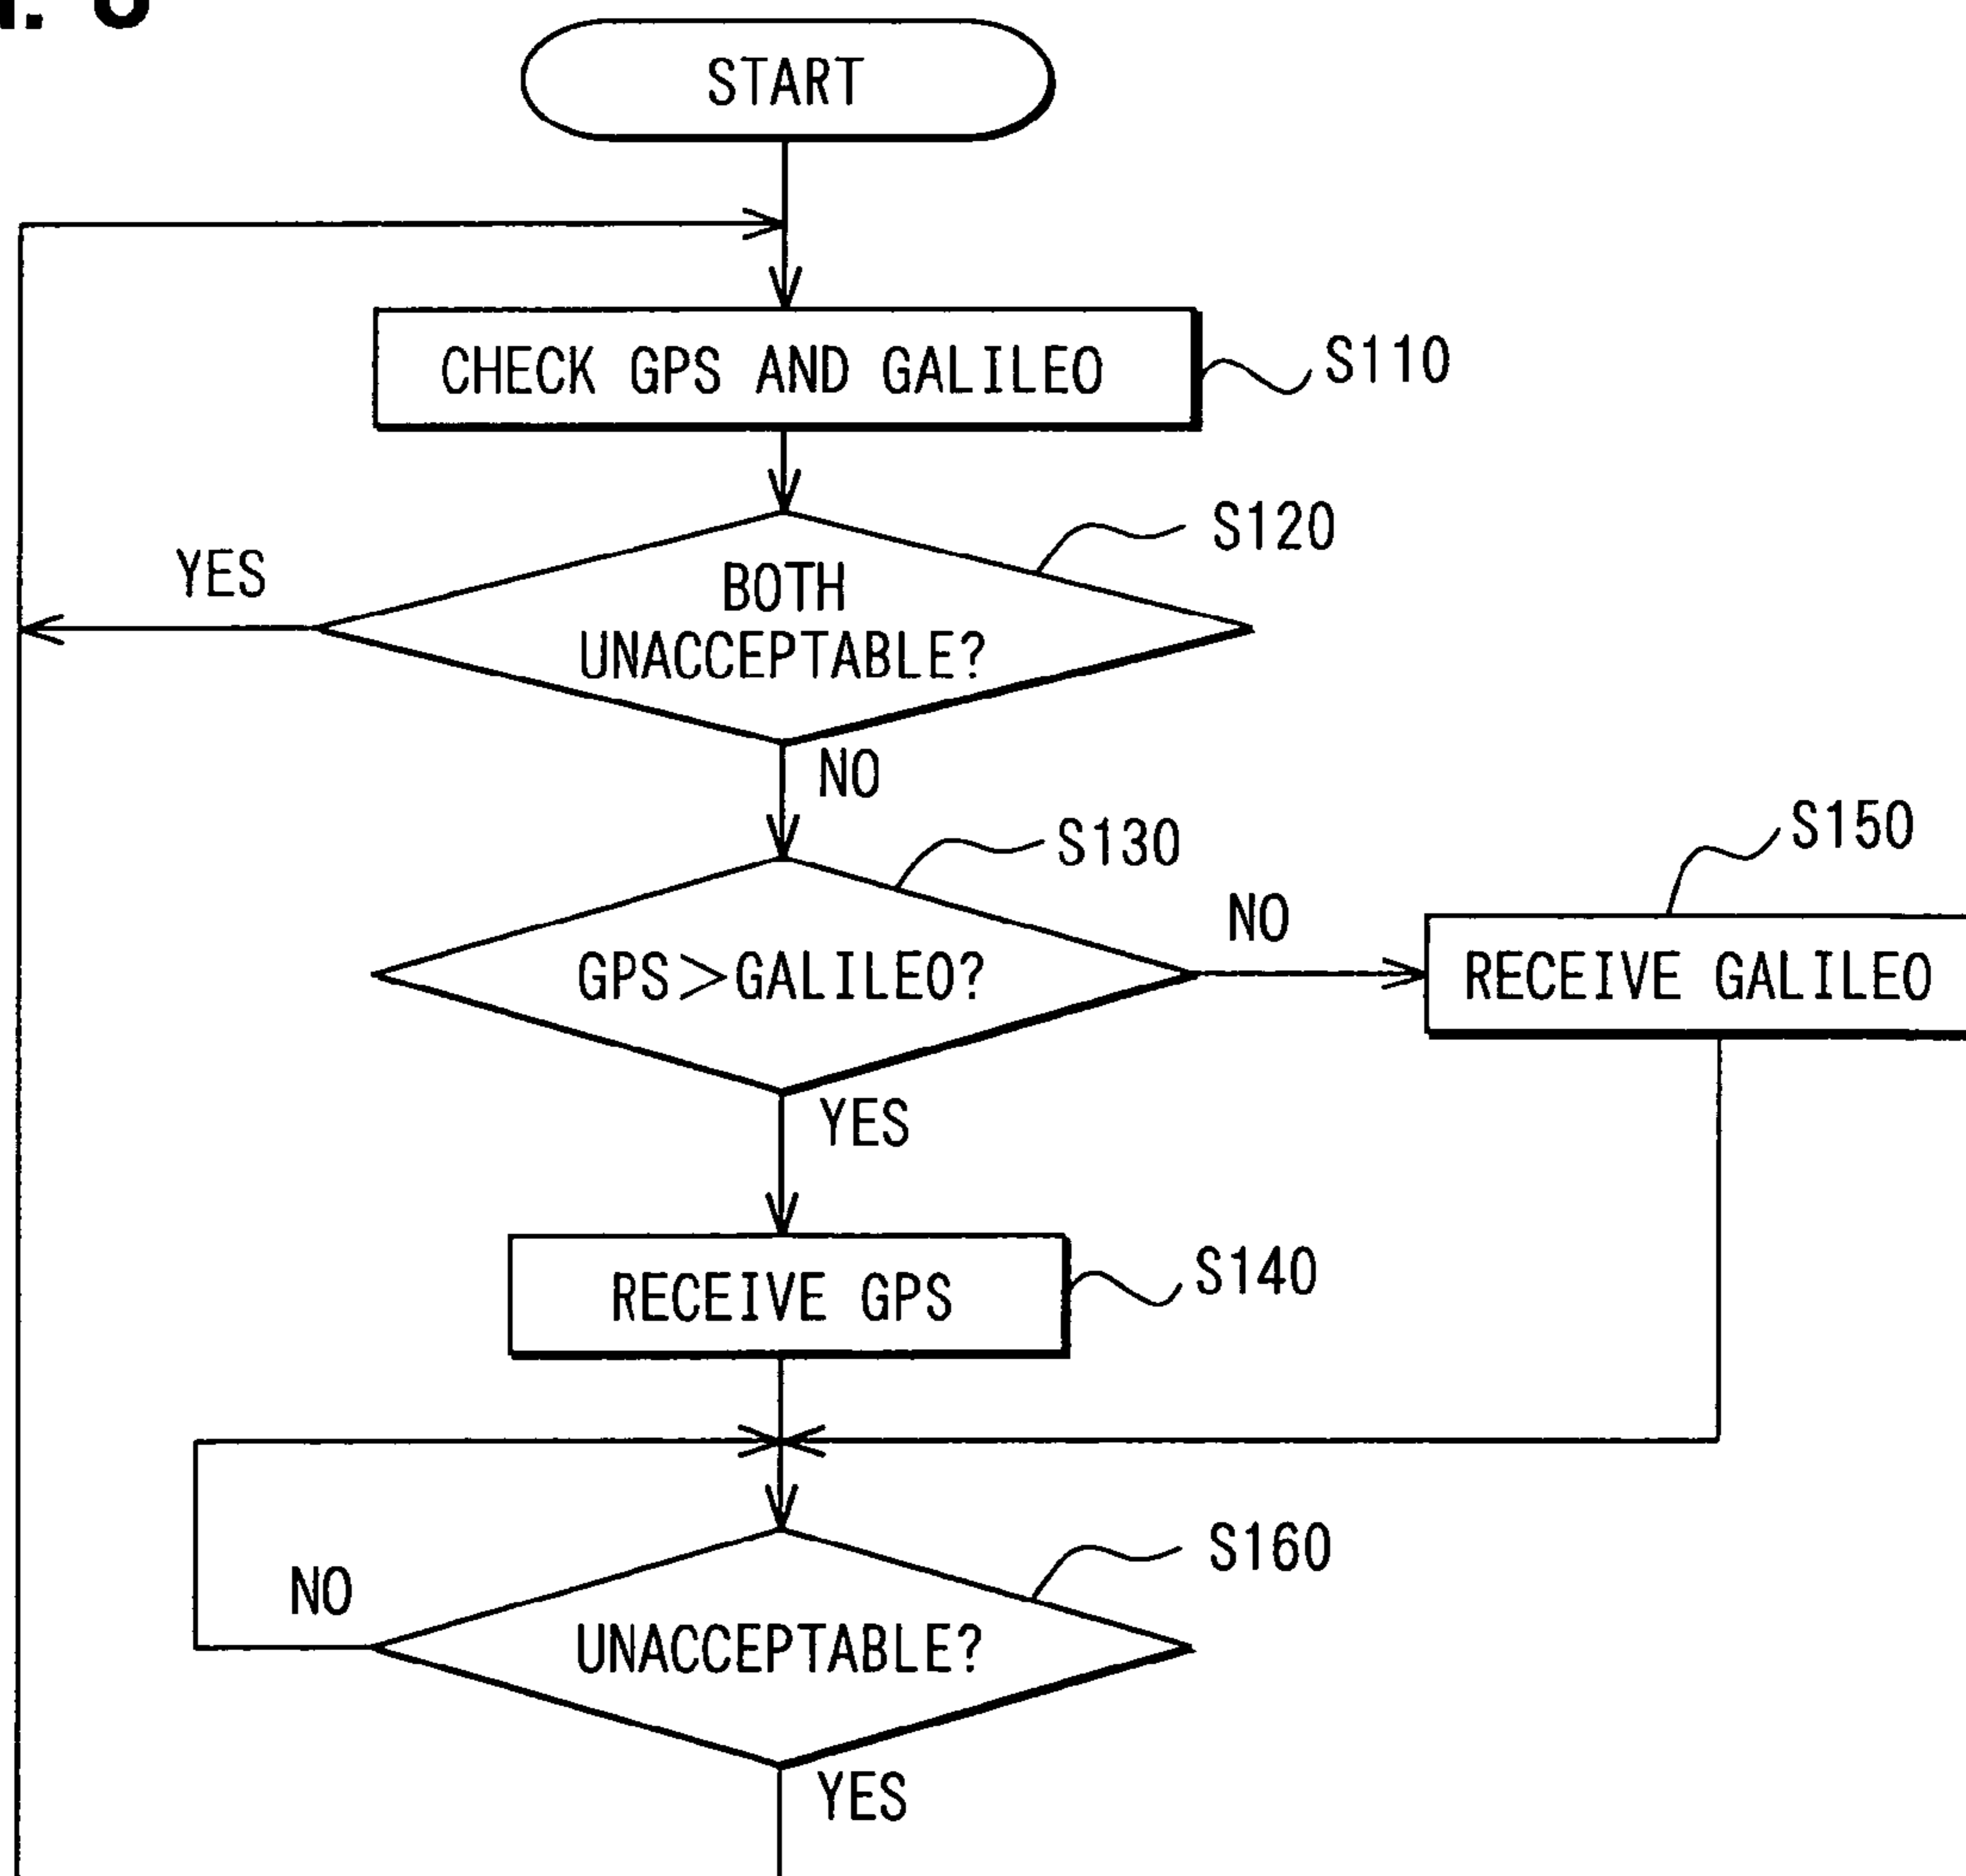 START
CHECK GPS AND GALILEO
S110
S120
YES
BOTH
UNACCEPTABLE?
NO
S130
S150
NO
GPS>GALILEO?
RECEIVE GALILEO
YES
RECEIVE GPS
S140
S160
NO
UNACCEPTABLE?
YES